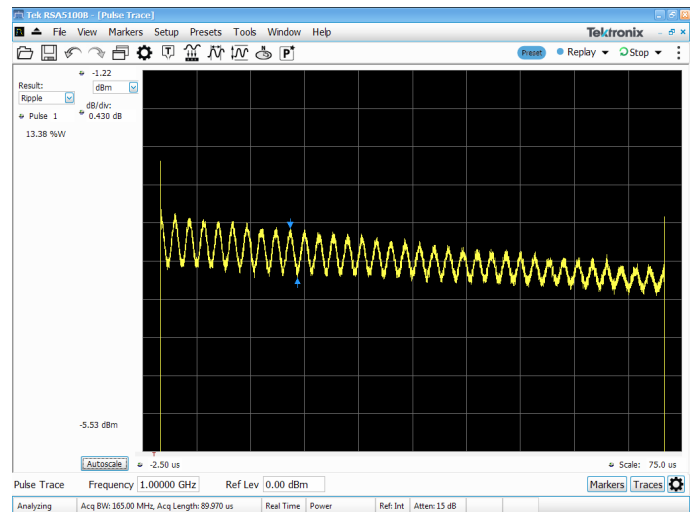 Tek RSA5100B - [Pulse Trace]
File View Markers Setup Presets Tools Window Help
Tektronix
Preset Replay Stop
Result:
Ripple
Pulse 1
13.38 %W
-1.22
dBm
dB/div:
0.430 dB
-5.53 dBm
Autoscale
-2.50 us
Scale: 75.0 us
Pulse Trace Frequency 1.00000 GHz Ref Lev 0.00 dBm Markers Traces
Analyzing Acq BW: 165.00 MHz, Acq Length: 89.970 us Real Time Power Ref: Int Atten: 15 dB